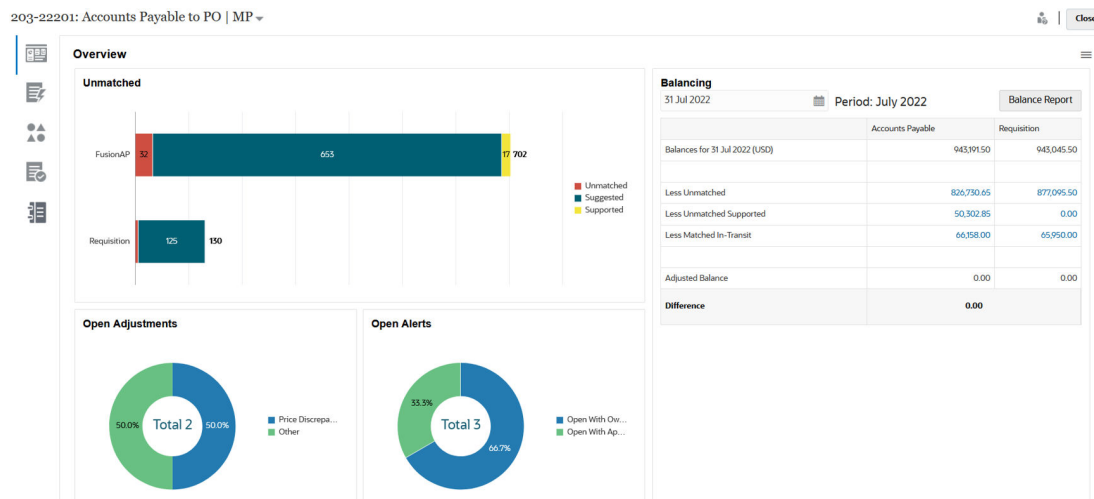 203-22201: Accounts Payable to PO | MP
Close
Overview
Unmatched
FusionAP
32
653
17
702
Requisition
125
130
Unmatched
Suggested
Supported
Balancing
31 Jul 2022
Period: July 2022
Balance Report
Accounts Payable Requisition
Balances for 31 Jul 2022 (USD) 943,191.50 943,045.50
Less Unmatched 826,730.65 877,095.50
Less Unmatched Supported 50,302.85 0.00
Less Matched In-Transit 66,158.00 65,950.00
Adjusted Balance 0.00 0.00
Difference 0.00
Open Adjustments
50.0%
Total 2
50.0%
Price Discrepa...
Other
Open Alerts
33.3%
Total 3
66.7%
Open With Ow...
Open With Ap...